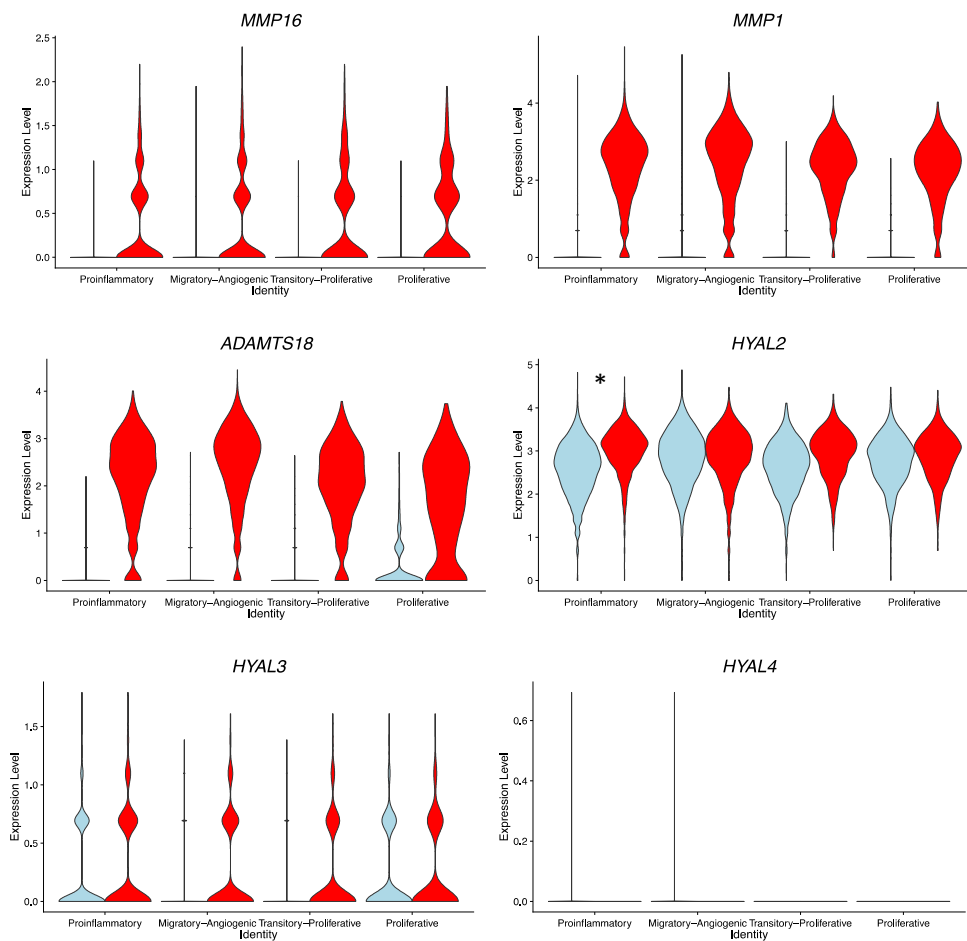 MMP16
2.5
2.0
1.5
1.0
0.5
0.0
Expression Level
Proinflammatory Migratory–Angiogenic Transitory–Proliferative Proliferative
Identity
MMP1
4
2
0
Expression Level
Proinflammatory Migratory–Angiogenic Transitory–Proliferative Proliferative
Identity
ADAMTS18
4
3
2
1
0
Expression Level
Proinflammatory Migratory–Angiogenic Transitory–Proliferative Proliferative
Identity
HYAL2
*
5
4
3
2
1
0
Expression Level
Proinflammatory Migratory–Angiogenic Transitory–Proliferative Proliferative
Identity
HYAL3
1.5
1.0
0.5
0.0
Expression Level
Proinflammatory Migratory–Angiogenic Transitory–Proliferative Proliferative
Identity
HYAL4
0.6
0.4
0.2
0.0
Expression Level
Proinflammatory Migratory–Angiogenic Transitory–Proliferative Proliferative
Identity